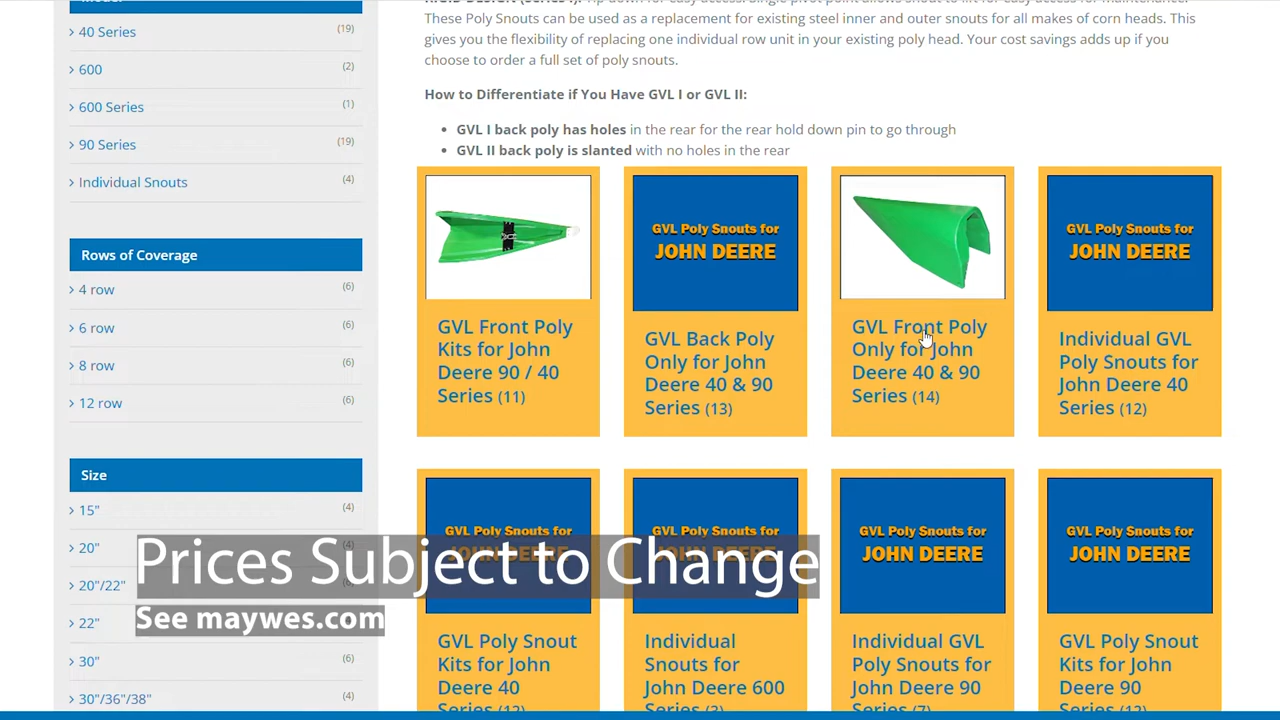 40 Series (19)
600 (2)
600 Series (1)
90 Series (19)
Individual Snouts (4)
Rows of Coverage
4 row (6)
6 row (6)
8 row (6)
12 row (6)
Size
15" (4)
20"
20"/22"
22"
30" (6)
30"/36"/38" (4)
These Poly Snouts can be used as a replacement for existing steel inner and outer snouts for all makes of corn heads. This
gives you the flexibility of replacing one individual row unit in your existing poly head. Your cost savings adds up if you
choose to order a full set of poly snouts.
How to Differentiate if You Have GVL I or GVL II:
• GVL I back poly has holes in the rear for the rear hold down pin to go through
• GVL II back poly is slanted with no holes in the rear
GVL Front Poly
Kits for John
Deere 90 / 40
Series (11)
GVL Poly Snouts for
JOHN DEERE
GVL Back Poly
Only for John
Deere 40 & 90
Series (13)
GVL Front Poly
Only for John
Deere 40 & 90
Series (14)
GVL Poly Snouts for
JOHN DEERE
Individual GVL
Poly Snouts for
John Deere 40
Series (12)
GVL Poly Snouts for
GVL Poly Snout
Kits for John
Deere 40
Series (12)
GVL Poly Snouts for
Individual
Snouts for
John Deere 600
Series (3)
GVL Poly Snouts for
JOHN DEERE
Individual GVL
Poly Snouts for
John Deere 90
Series (7)
GVL Poly Snouts for
JOHN DEERE
GVL Poly Snout
Kits for John
Deere 90
Series (12)
Prices Subject to Change
See maywes.com